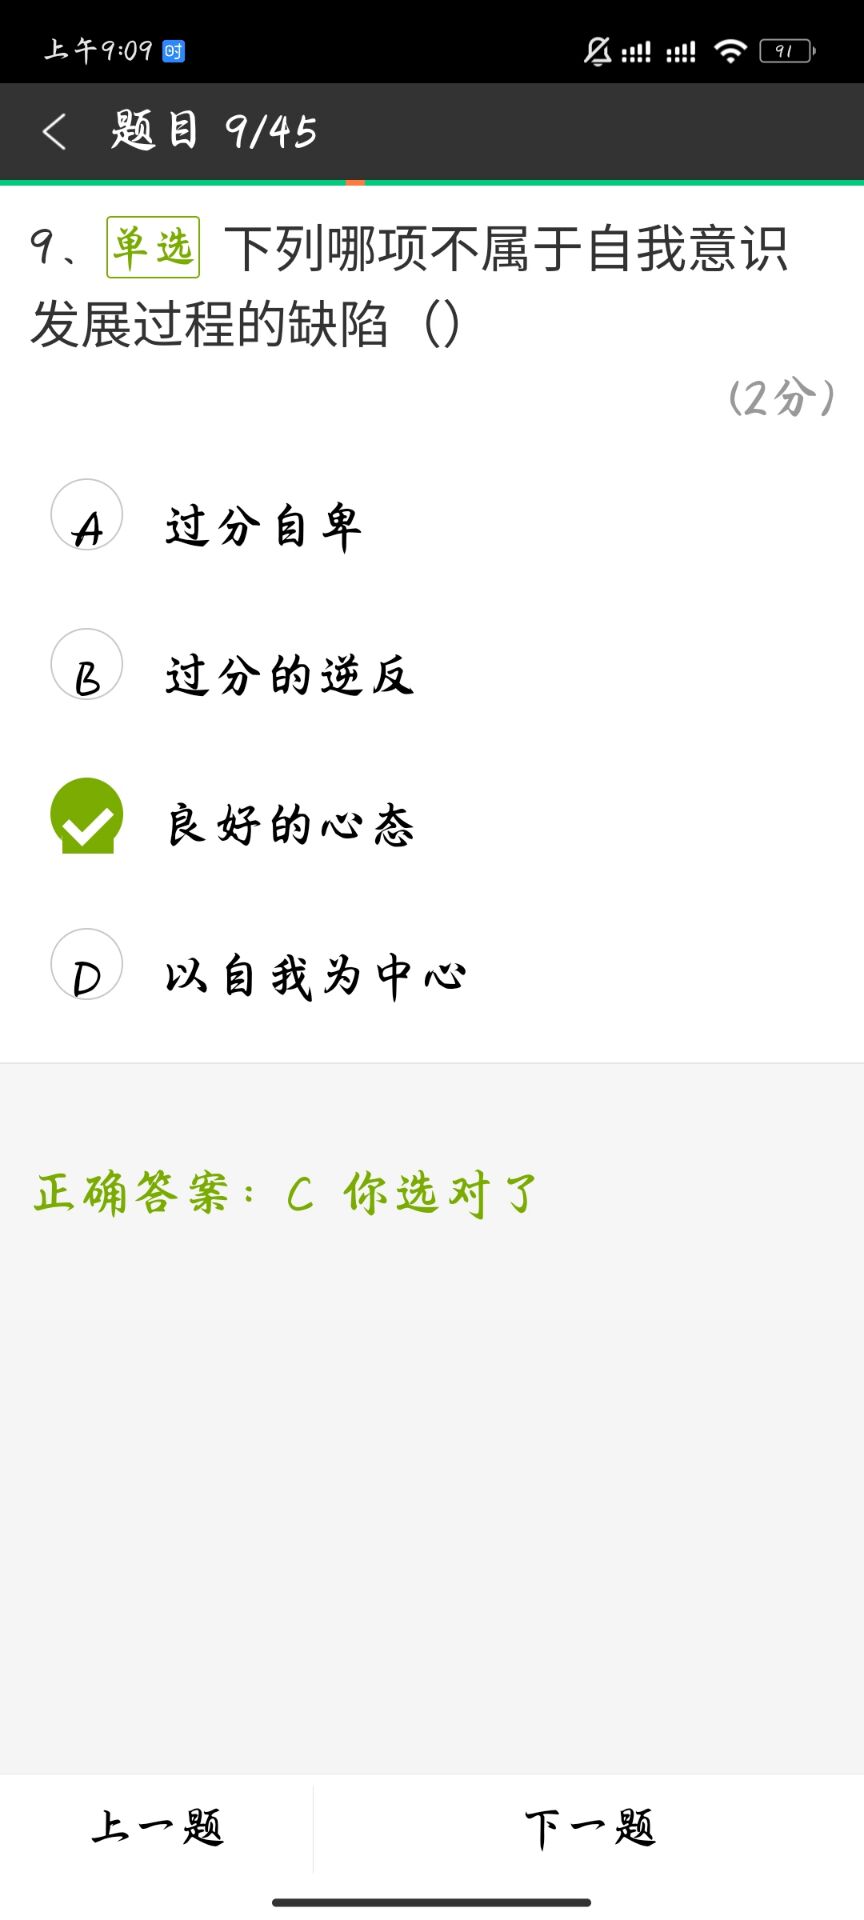 上午9:09 时 91
题目 9/45
9、单选 下列哪项不属于自我意识
发展过程的缺陷（）
(2分)
A 过分自卑
B 过分的逆反
良好的心态
D 以自我为中心
正确答案：C 你选对了
上一题 下一题